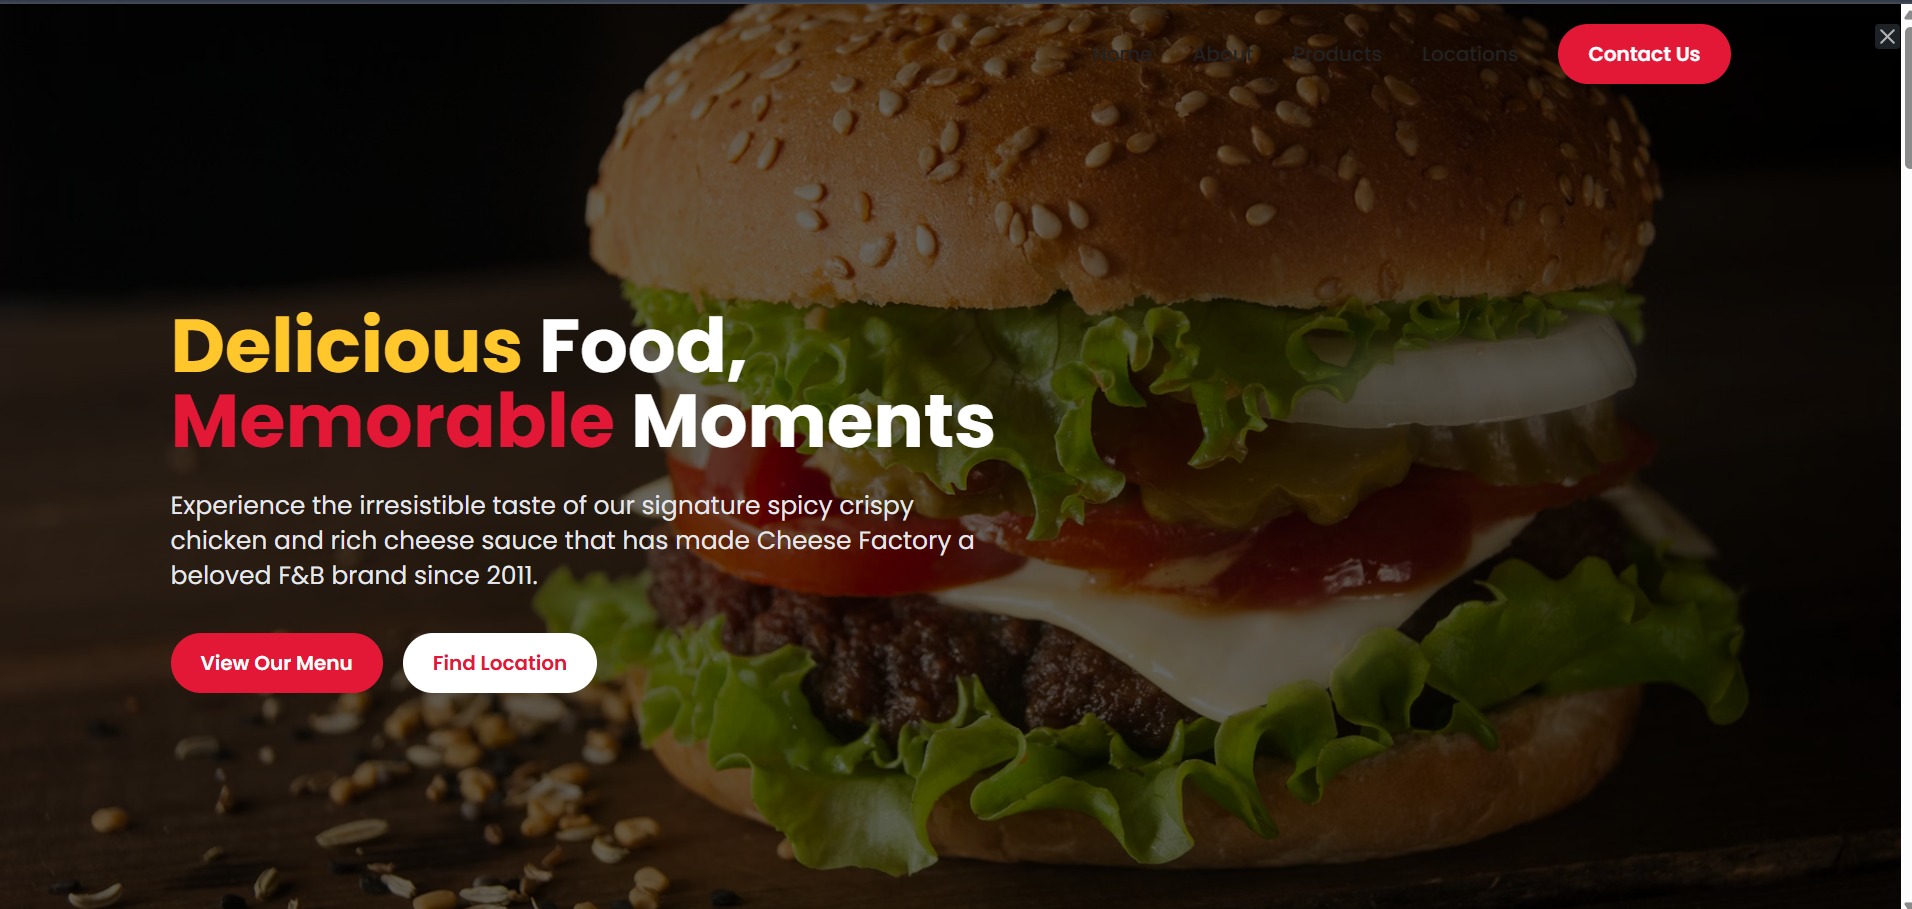 Home About Products Locations Contact Us
Delicious Food,
Memorable Moments
Experience the irresistible taste of our signature spicy crispy
chicken and rich cheese sauce that has made Cheese Factory a
beloved F&B brand since 2011.
View Our Menu Find Location